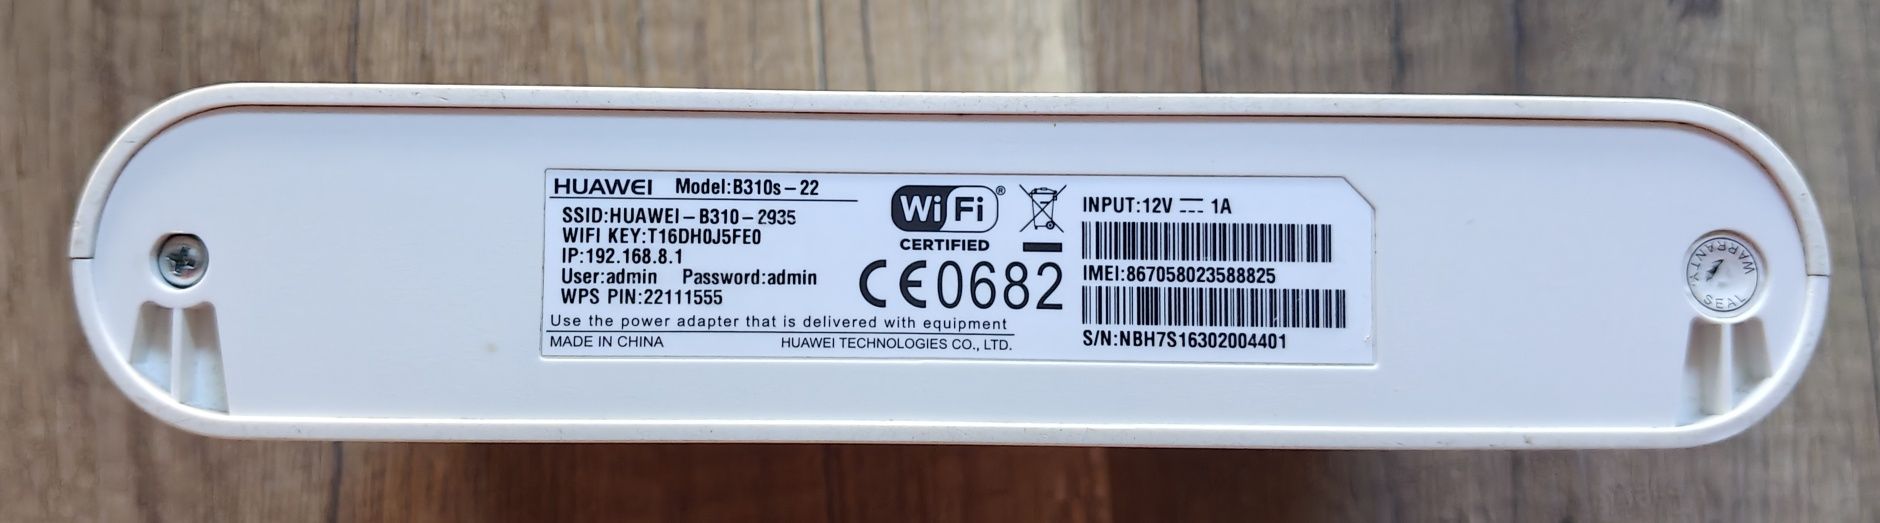 HUAWEI Model:B310s-22
SSID:HUAWEI-B310-2935
WIFI KEY:T16DH0J5FE0
IP:192.168.8.1
User:admin Password:admin
WPS PIN:22111555
Use the power adapter that is delivered with equipment
MADE IN CHINA HUAWEI TECHNOLOGIES CO., LTD.
Wi Fi ®
CERTIFIED
CE0682
INPUT:12V ⎓ 1A
IMEI:867058023588825
S/N:NBH7S16302004401
WARRANTY
SEAL